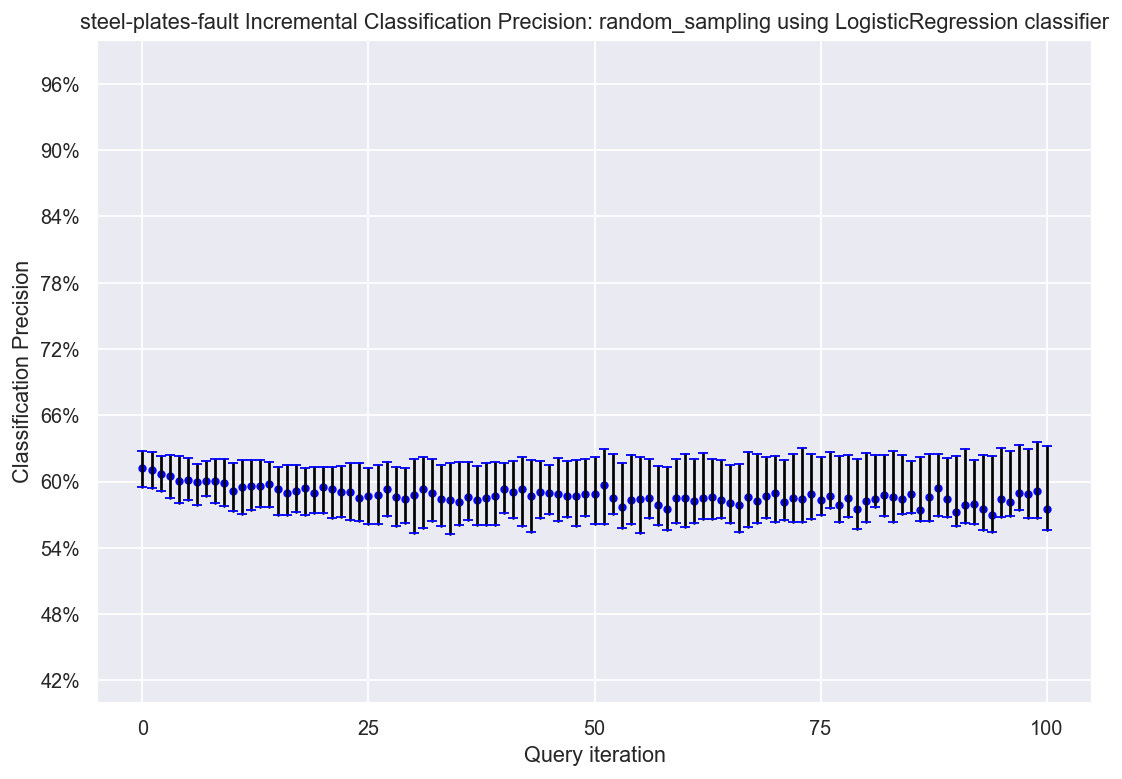 steel-plates-fault Incremental Classification Precision: random_sampling using LogisticRegression classifier
96%
90%
84%
78%
72%
66%
60%
54%
48%
42%
Classification Precision
0 25 50 75 100
Query iteration